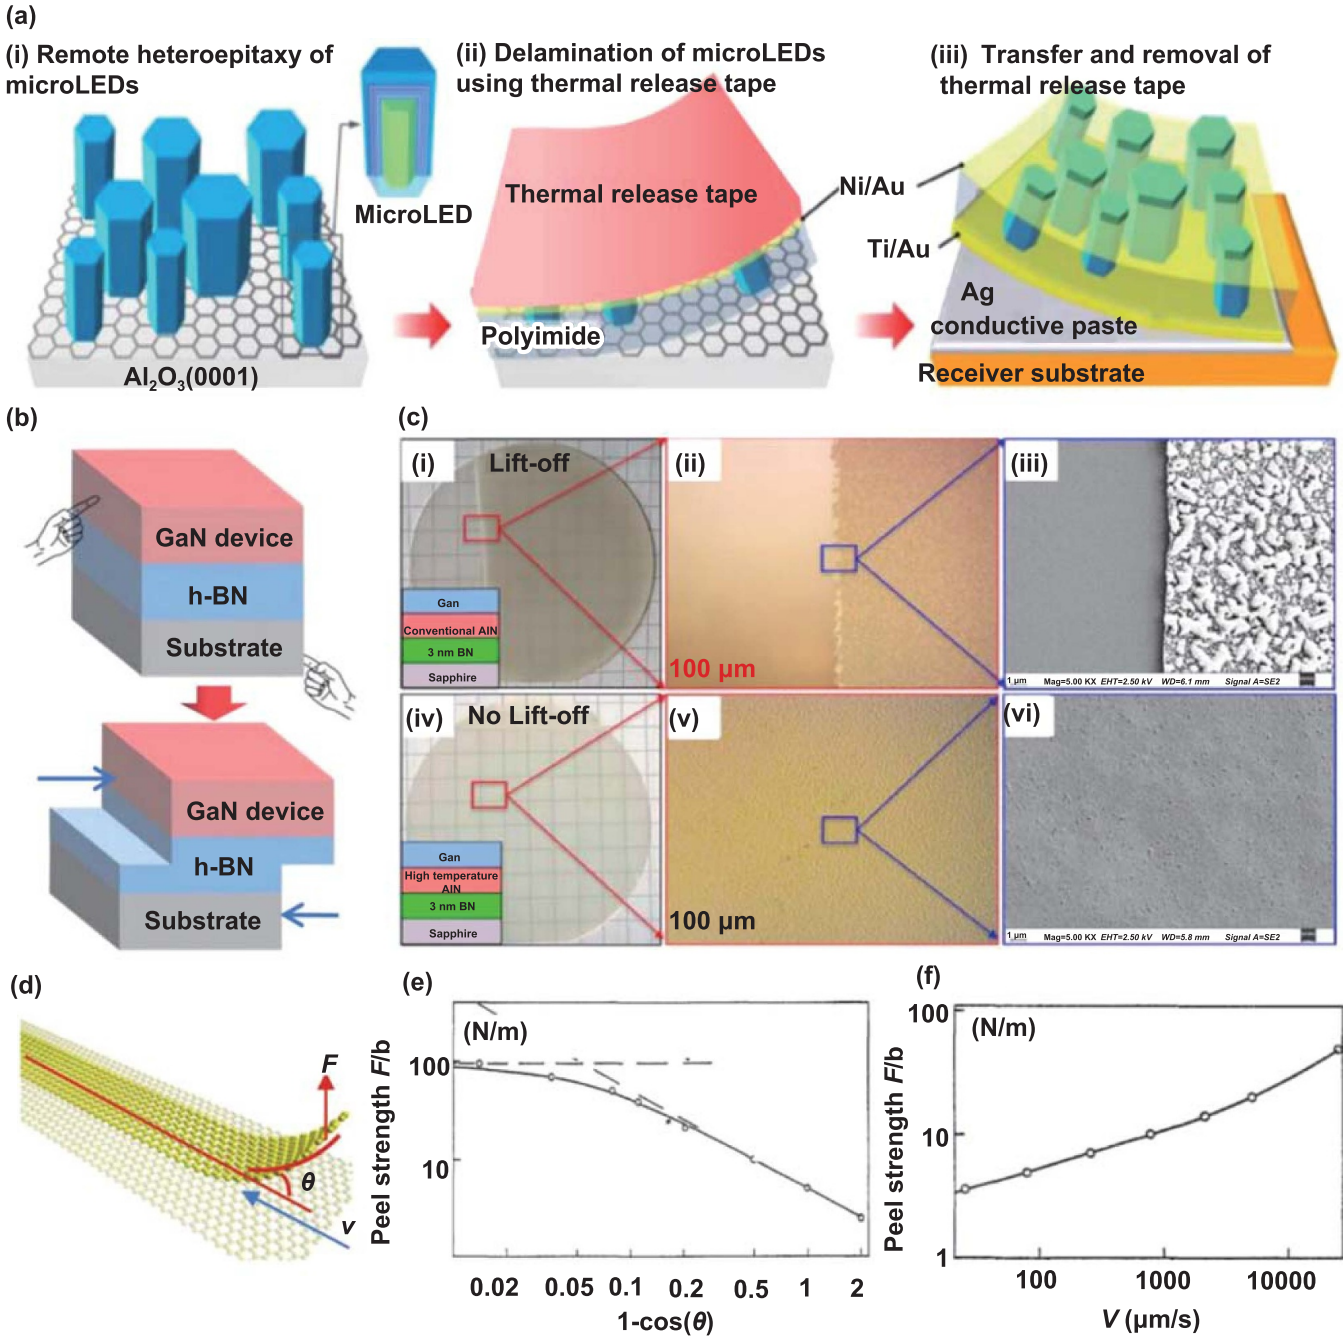 (a)
(i) Remote heteroepitaxy of
microLEDs
MicroLED
Al₂O₃(0001)
(ii) Delamination of microLEDs
using thermal release tape
Thermal release tape
Polyimide
(iii) Transfer and removal of
thermal release tape
Ni/Au
Ti/Au
Ag
conductive paste
Receiver substrate
(b)
GaN device
h-BN
Substrate
GaN device
h-BN
Substrate
(c)
(i)
Lift-off
Gan
Conventional AIN
3 nm BN
Sapphire
(ii)
100 μm
(iii)
1 μm Mag=5.00 KX EHT=2.50 kV WD=6.1 mm Signal A=SE2
(iv)
No Lift-off
Gan
High temperature
AIN
3 nm BN
Sapphire
(v)
100 μm
(vi)
1 μm Mag=5.00 KX EHT=2.50 kV WD=5.8 mm Signal A=SE2
(d)
F
θ
v
(e)
(N/m)
Peel strength F/b
100
10
0.02 0.05 0.1 0.2 0.5 1 2
1-cos(θ)
(f)
(N/m)
Peel strength F/b
100
10
1
100 1000 10000
V (μm/s)